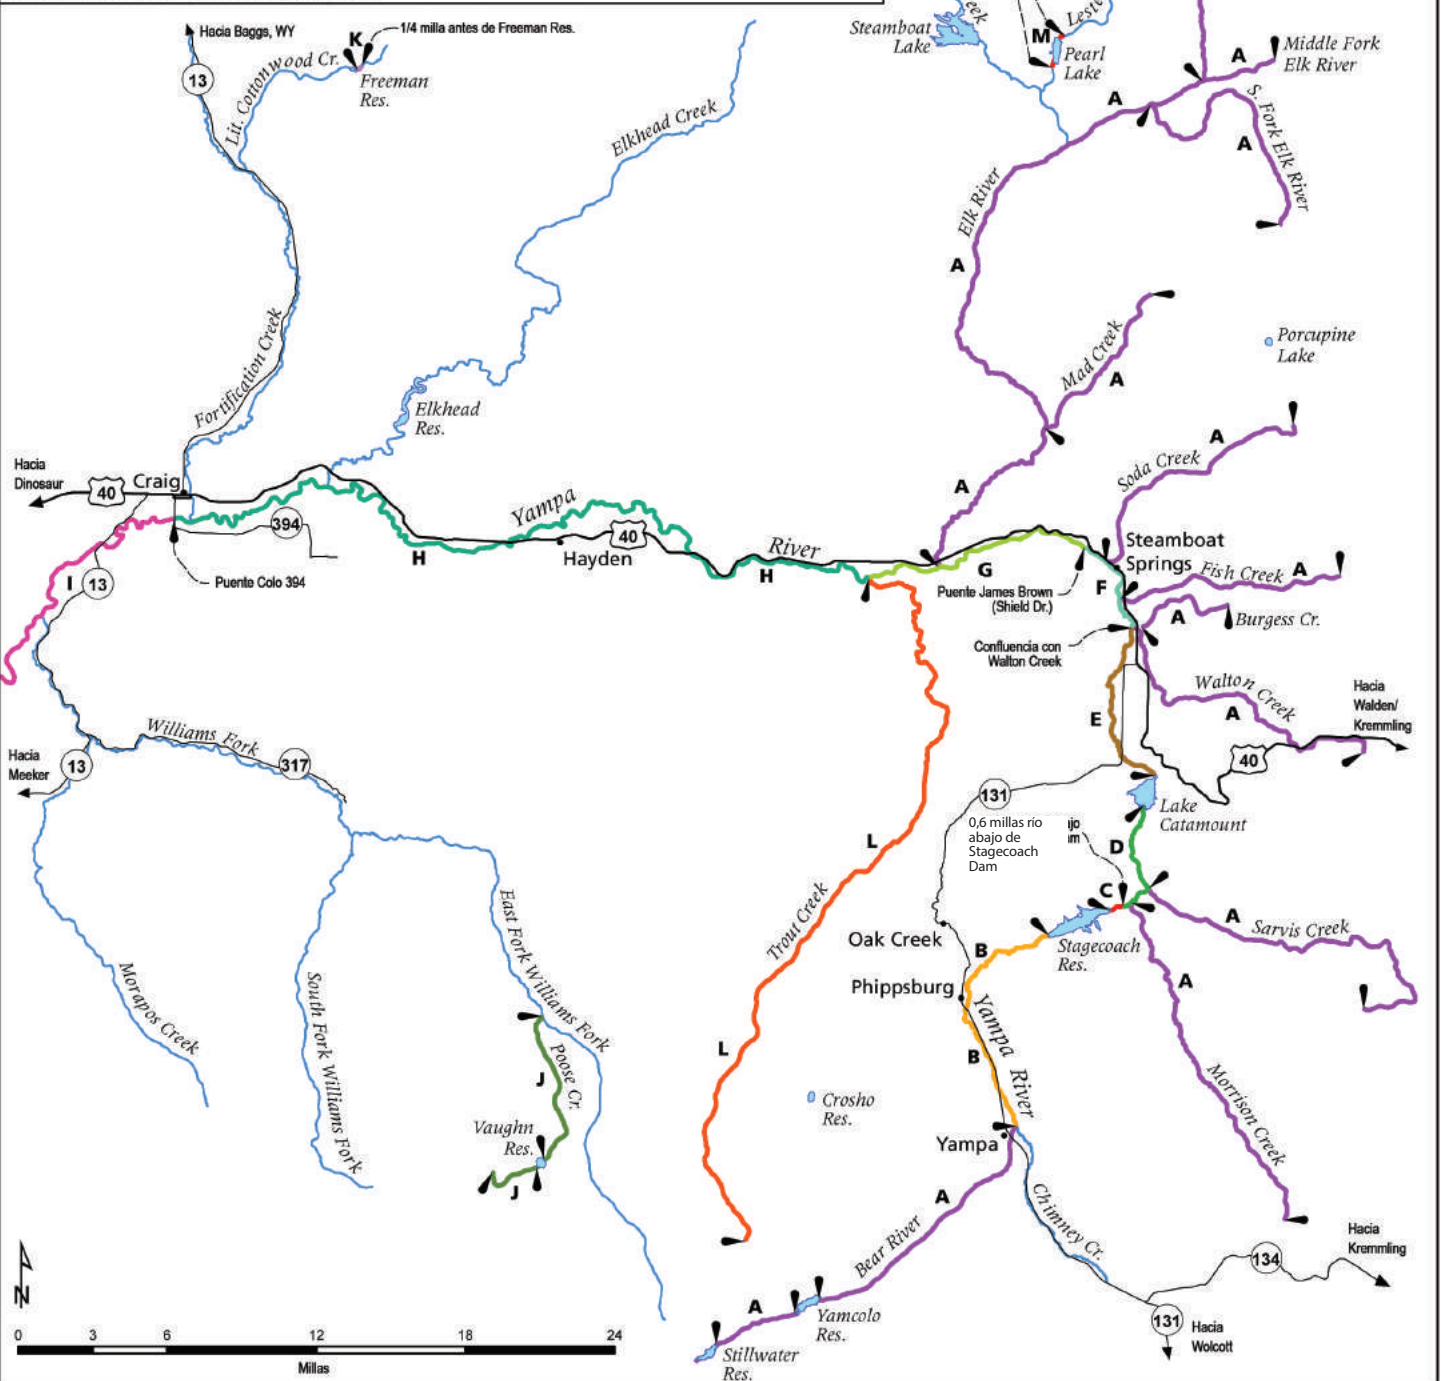 Hacia Baggs, WY
13
Lit. Cottonwood Cr.
K
1/4 milla antes de Freeman Res.
Freeman
Res.
Elkhead Creek
Steamboat
Lake
eek
M
Leste
Pearl
Lake
A
Middle Fork
Elk River
A
S. Fork Elk River
A
Elk River
A
Mad Creek
A
Porcupine
Lake
Fortification Creek
Elkhead
Res.
Soda Creek
A
A
Hacia
Dinosaur
40
Craig
394
Puente Colo 394
I
13
H
Yampa
Hayden
40
River
H
G
Steamboat
Springs
Puente James Brown
(Shield Dr.)
F
Fish Creek
A
A
Burgess Cr.
Confluencia con
Walton Creek
Walton Creek
A
Hacia
Walden/
Kremmling
40
E
Hacia
Meeker
13
Williams Fork
317
131
Lake
Catamount
0,6 millas río
abajo de
Stagecoach
Dam
ajo
am
D
C
L
Trout Creek
L
Oak Creek
B
Stagecoach
Res.
A
Sarvis Creek
Phippsburg
Yampa River
B
A
Morrison Creek
Morapos Creek
South Fork Williams Fork
East Fork Williams Fork
Poose Cr.
J
Vaughn
Res.
J
Crosho
Res.
Yampa
A
Bear River
Chimney Cr.
A
Yamcolo
Res.
Stillwater
Res.
134
Hacia
Kremmling
131
Hacia
Wolcott
N
0 3 6 12 18 24
Millas